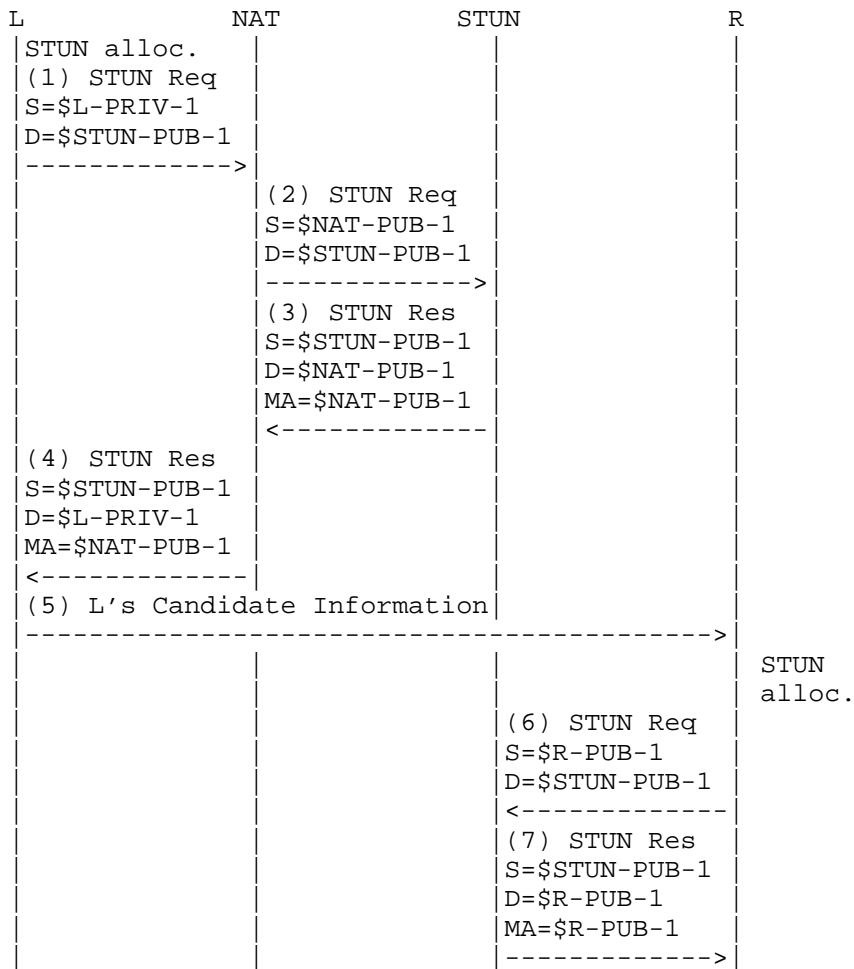 L NAT STUN R
|STUN alloc. | | |
|(1) STUN Req | | |
|S=$L-PRIV-1 | | |
|D=$STUN-PUB-1 | | |
|------------->| | |
| |(2) STUN Req | |
| |S=$NAT-PUB-1 | |
| |D=$STUN-PUB-1 | |
| |------------->| |
| |(3) STUN Res | |
| |S=$STUN-PUB-1 | |
| |D=$NAT-PUB-1 | |
| |MA=$NAT-PUB-1 | |
| |<-------------| |
|(4) STUN Res | | |
|S=$STUN-PUB-1 | | |
|D=$L-PRIV-1 | | |
|MA=$NAT-PUB-1 | | |
|<-------------| | |
|(5) L’s Candidate Information| |
|------------------------------------------->|
| | | | STUN
| | | | alloc.
| | |(6) STUN Req |
| | |S=$R-PUB-1 |
| | |D=$STUN-PUB-1 |
| | |<-------------|
| | |(7) STUN Res |
| | |S=$STUN-PUB-1 |
| | |D=$R-PUB-1 |
| | |MA=$R-PUB-1 |
| | |------------->|